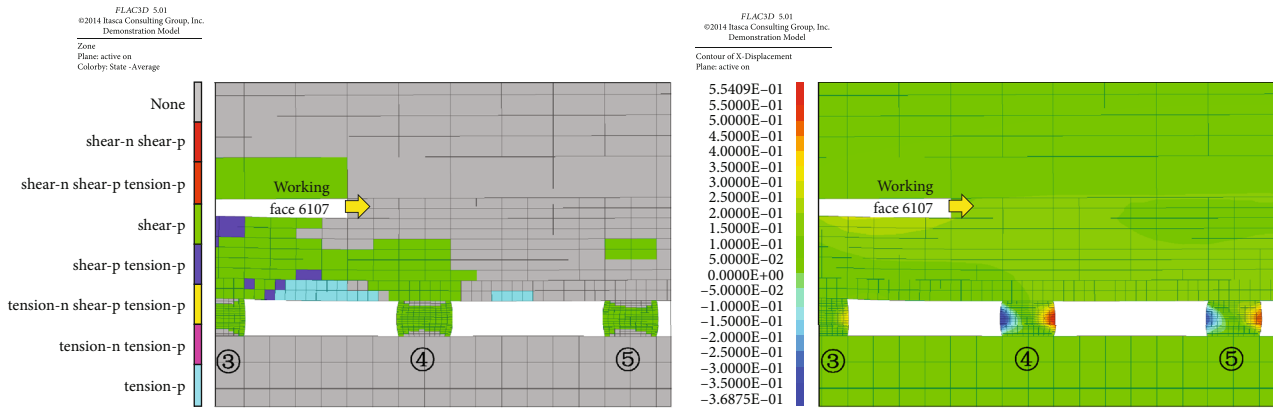 FLAC3D 5.01
©2014 Itasca Consulting Group, Inc.
Demonstration Model
Zone
Plane: active on
Colorby: State -Average
None
shear-n shear-p
shear-n shear-p tension-p
shear-p
shear-p tension-p
tension-n shear-p tension-p
tension-n tension-p
tension-p
Working
face 6107
③ ④ ⑤
FLAC3D 5.01
©2014 Itasca Consulting Group, Inc.
Demonstration Model
Contour of X-Displacement
Plane: active on
5.5409E–01
5.5000E–01
5.0000E–01
4.5000E–01
4.0000E–01
3.5000E–01
3.0000E–01
2.5000E–01
2.0000E–01
1.5000E–01
1.0000E–01
5.0000E–02
0.0000E+00
–5.0000E–02
–1.0000E–01
–1.5000E–01
–2.0000E–01
–2.5000E–01
–3.0000E–01
–3.5000E–01
–3.6875E–01
Working
face 6107
③ ④ ⑤